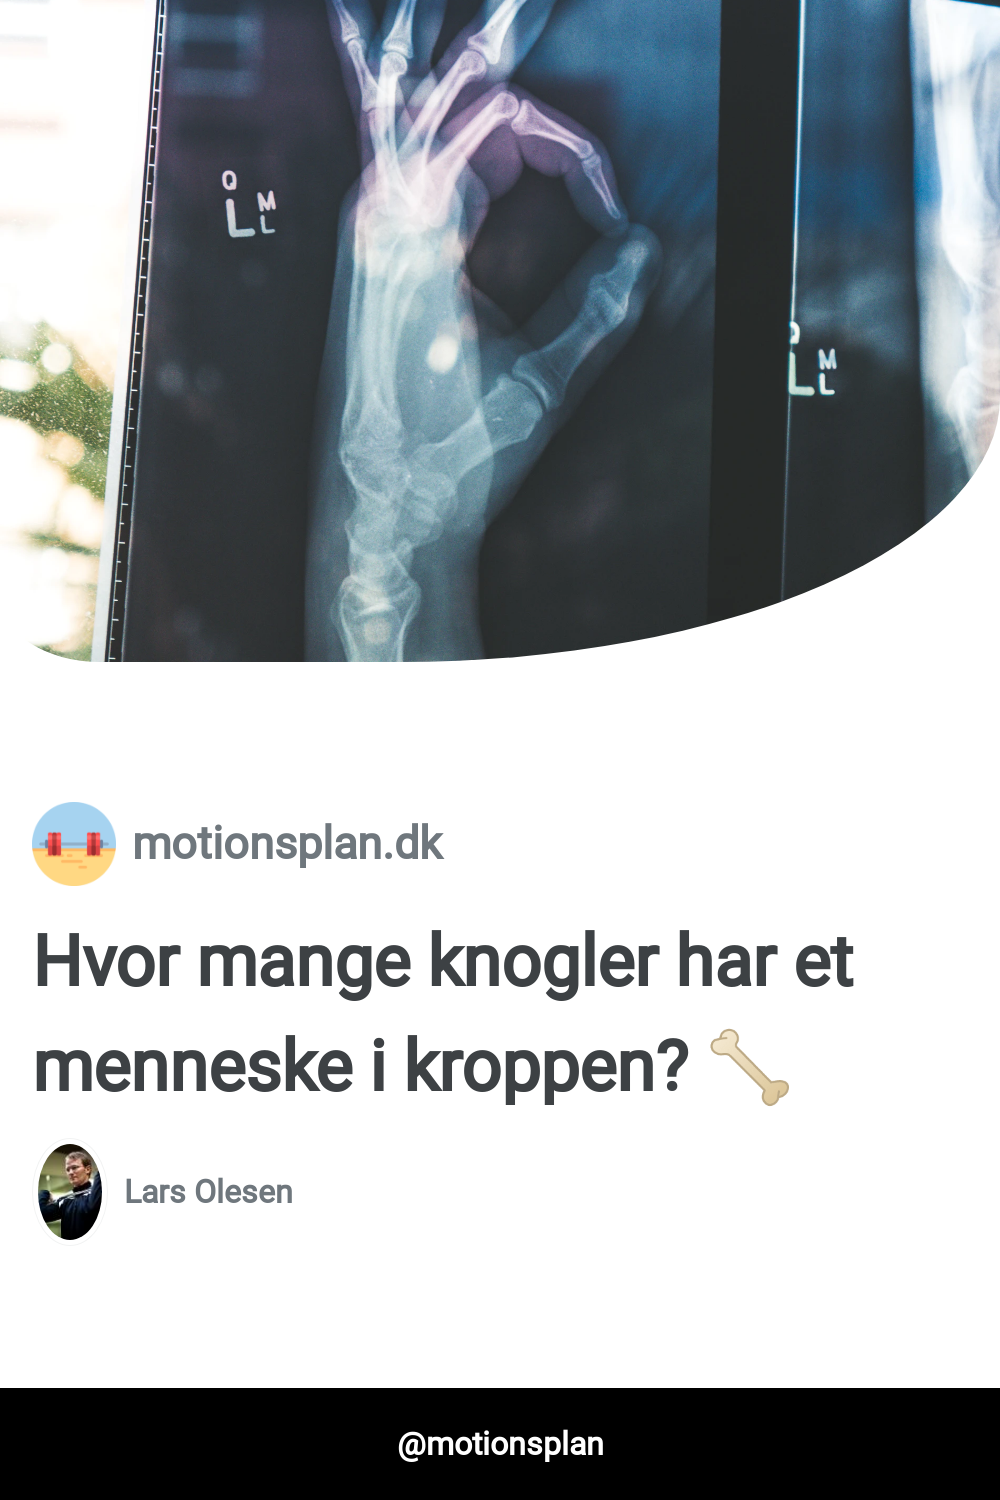 Q
L M
L
Q
L M
L
motionsplan.dk
Hvor mange knogler har et
menneske i kroppen? 🦴
Lars Olesen
@motionsplan